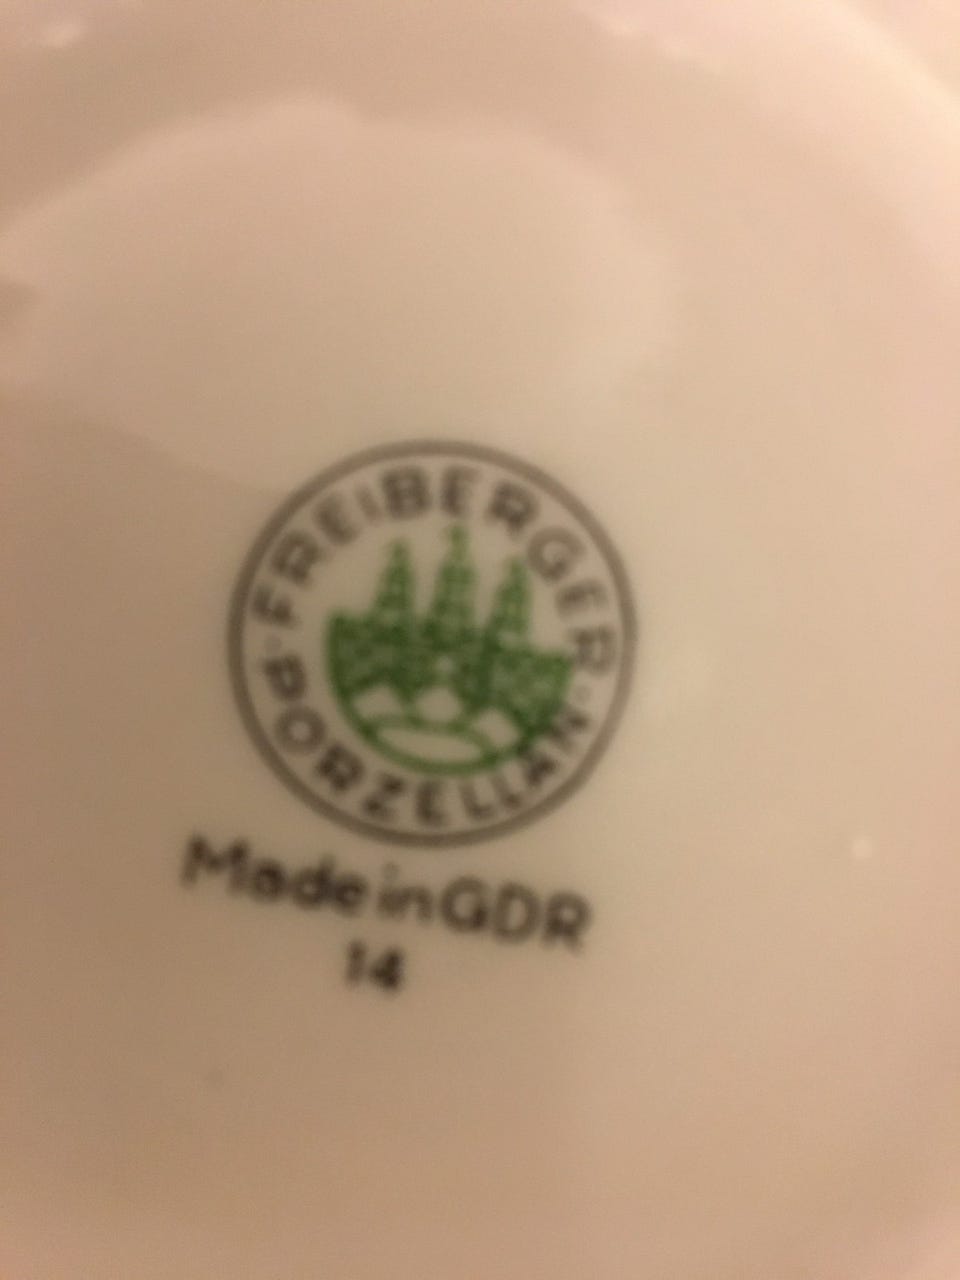 FREIBERGER
PORZELLAN
Made in GDR
14